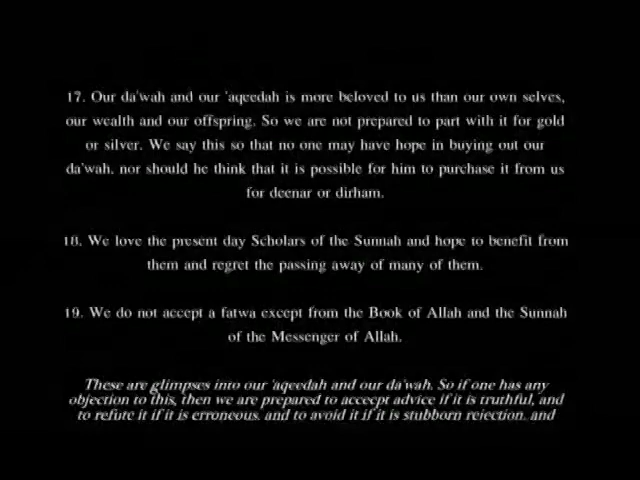 17. Our da'wah and our 'aqeedah is more beloved to us than our own selves,
our wealth and our offspring. So we are not prepared to part with it for gold
or silver. We say this so that no one may have hope in buying out our
da'wah, nor should he think that it is possible for him to purchase it from us
for deenar or dirham.
18. We love the present day Scholars of the Sunnah and hope to benefit from
them and regret the passing away of many of them.
19. We do not accept a fatwa except from the Book of Allah and the Sunnah
of the Messenger of Allah.
These are glimpses into our 'aqeedah and our da'wah. So if one has any
objection to this, then we are prepared to accecpt advice if it is truthful, and
to refute it if it is erroneous, and to avoid it if it is stubborn rejection, and